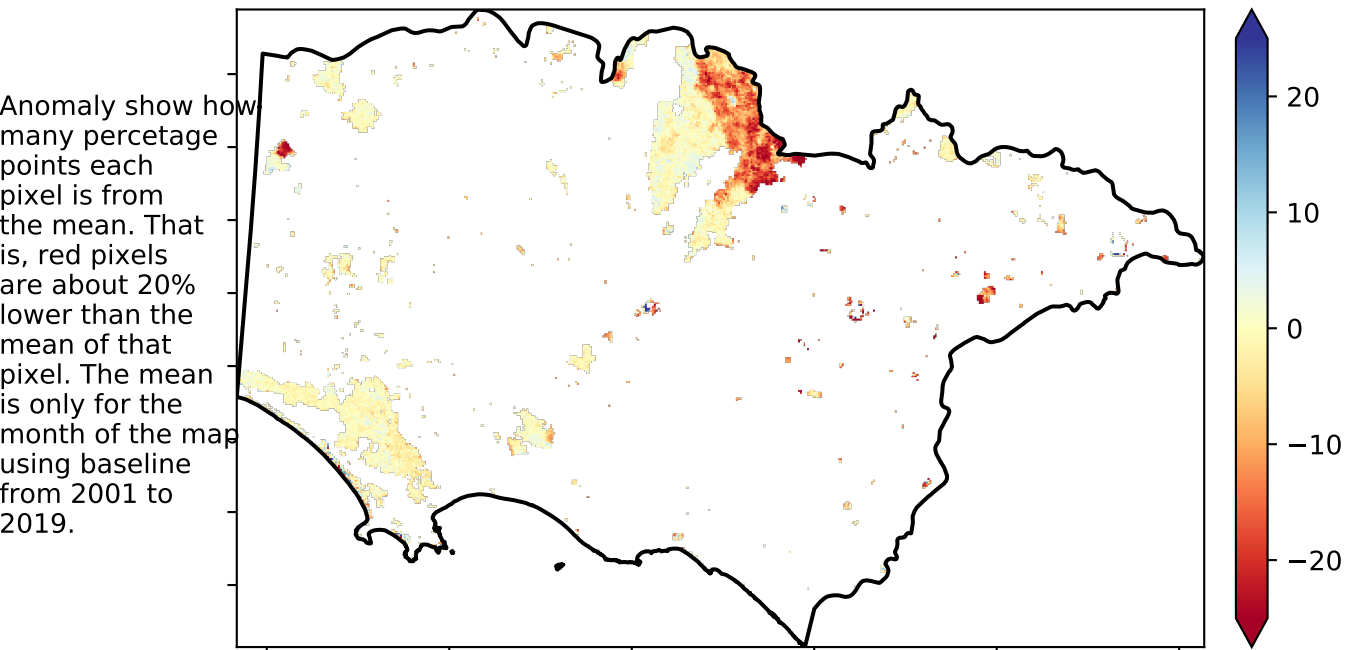 Anomaly show how
many percetage
points each
pixel is from
the mean. That
is, red pixels
are about 20%
lower than the
mean of that
pixel. The mean
is only for the
month of the map
using baseline
from 2001 to
2019.
20
10
0
−10
−20